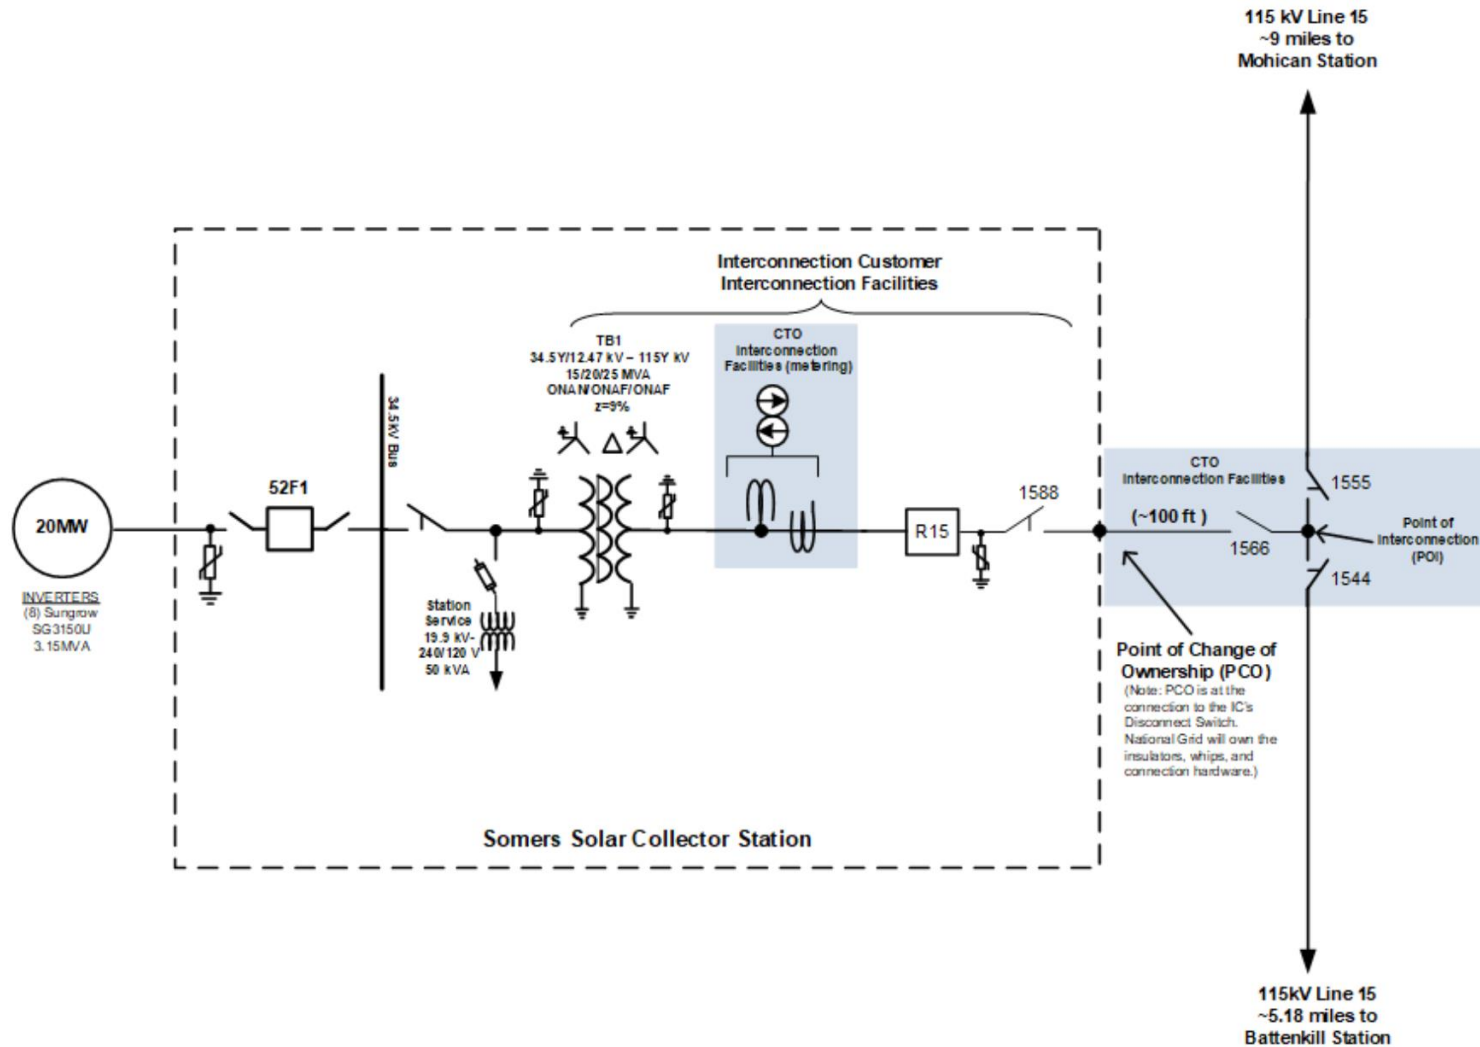 115 kV Line 15
~9 miles to
Mohican Station
Interconnection Customer
Interconnection Facilities
TB1
34.5Y/12.47 kV – 115Y kV
15/20/25 MVA
ONAN/ONAF/ONAF
z=9%
CTO
Interconnection
Facilities (metering)
34.5kV Bus
20MW
52F1
INVERTERS
(8) Sungrow
SG3150U
3.15MVA
Station
Service
19.9 kV-
240/120 V
50 kVA
R15
1588
CTO
Interconnection Facilities
(~100 ft )
1566
1555
1544
Point of
Interconnection
(POI)
Point of Change of
Ownership (PCO)
(Note: PCO is at the
connection to the IC's
Disconnect Switch.
National Grid will own the
insulators, whips, and
connection hardware.)
Somers Solar Collector Station
115kV Line 15
~5.18 miles to
Battenkill Station